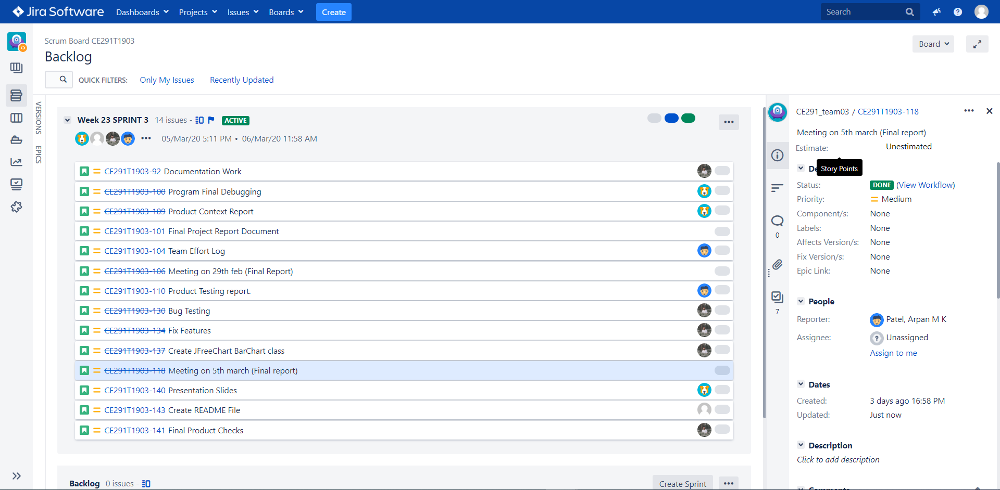 Jira Software Dashboards Projects Issues Boards Create Search
Scrum Board CE291T1903
Backlog
Board
QUICK FILTERS: Only My Issues Recently Updated
VERSIONS
EPICS
Week 23 SPRINT 3 14 issues - ACTIVE
05/Mar/20 5:11 PM • 06/Mar/20 11:58 AM
CE291T1903-92 Documentation Work
CE291T1903-100 Program Final Debugging
CE291T1903-109 Product Context Report
CE291T1903-101 Final Project Report Document
CE291T1903-104 Team Effort Log
CE291T1903-106 Meeting on 29th feb (Final Report)
CE291T1903-110 Product Testing report.
CE291T1903-130 Bug Testing
CE291T1903-134 Fix Features
CE291T1903-137 Create JFreeChart BarChart class
CE291T1903-118 Meeting on 5th march (Final report)
CE291T1903-140 Presentation Slides
CE291T1903-143 Create README File
CE291T1903-141 Final Product Checks
Backlog 0 issues -
Create Sprint
0
7
CE291_team03 / CE291T1903-118
Meeting on 5th march (Final report)
Estimate: Unestimated
Story Points
Status: DONE (View Workflow)
Priority: Medium
Component/s: None
Labels: None
Affects Version/s: None
Fix Version/s: None
Epic Link: None
People
Reporter: Patel, Arpan M K
Assignee: Unassigned
Assign to me
Dates
Created: 3 days ago 16:58 PM
Updated: Just now
Description
Click to add description